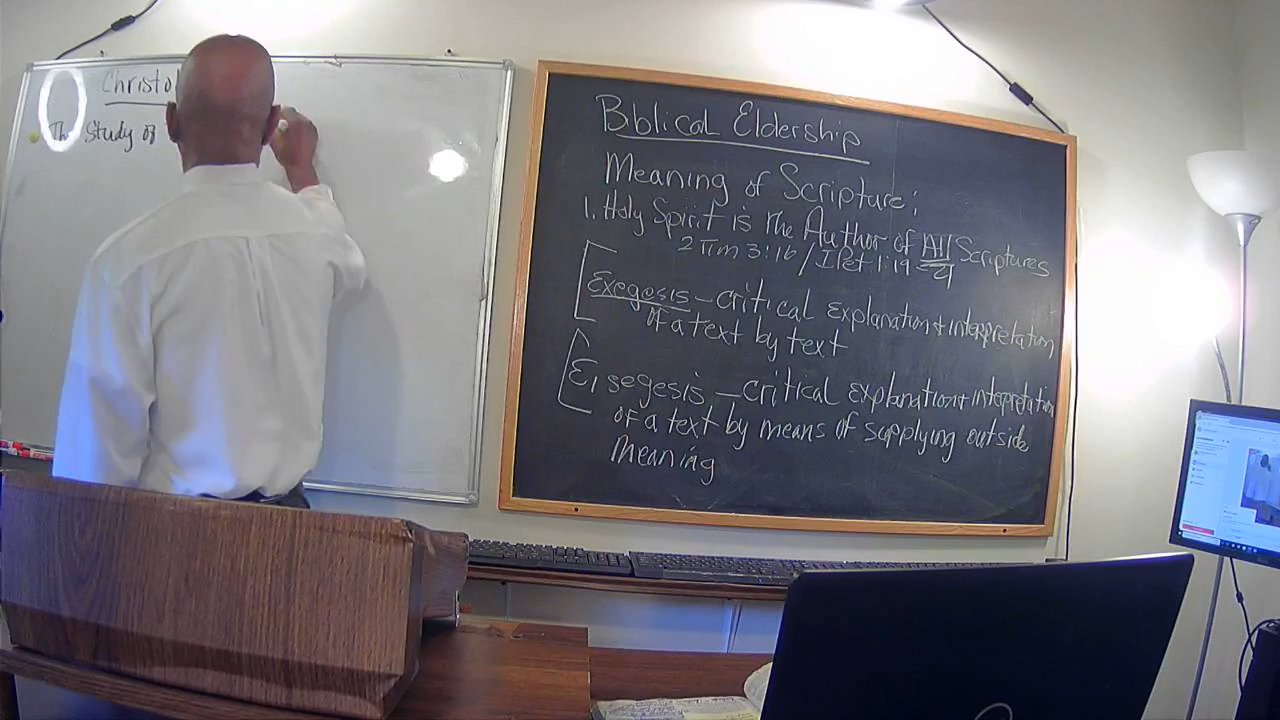 Christol
The Study of
Biblical Eldership
Meaning of Scripture:
1. Holy Spirit is the Author of All Scriptures
2 Tim 3:16 / I Pet 1:19-21
Exegesis - critical explanation & interpretation
of a text by text
Eisegesis - critical explanation & interpretation
of a text by means of supplying outside
meaning